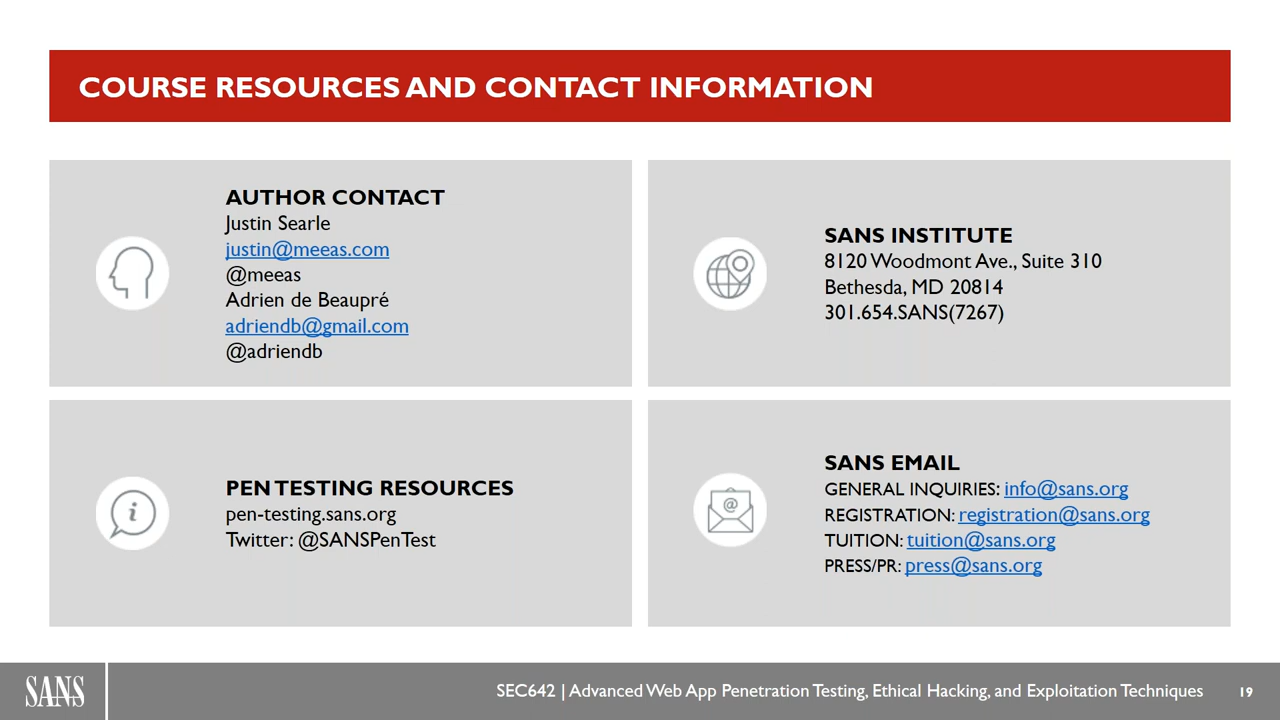 COURSE RESOURCES AND CONTACT INFORMATION
AUTHOR CONTACT
Justin Searle
justin@meeas.com
@meeas
Adrien de Beaupré
adriendb@gmail.com
@adriendb
SANS INSTITUTE
8120 Woodmont Ave., Suite 310
Bethesda, MD 20814
301.654.SANS(7267)
PEN TESTING RESOURCES
pen-testing.sans.org
Twitter: @SANSPenTest
SANS EMAIL
GENERAL INQUIRIES: info@sans.org
REGISTRATION: registration@sans.org
TUITION: tuition@sans.org
PRESS/PR: press@sans.org
SANS
SEC642 | Advanced Web App Penetration Testing, Ethical Hacking, and Exploitation Techniques
19